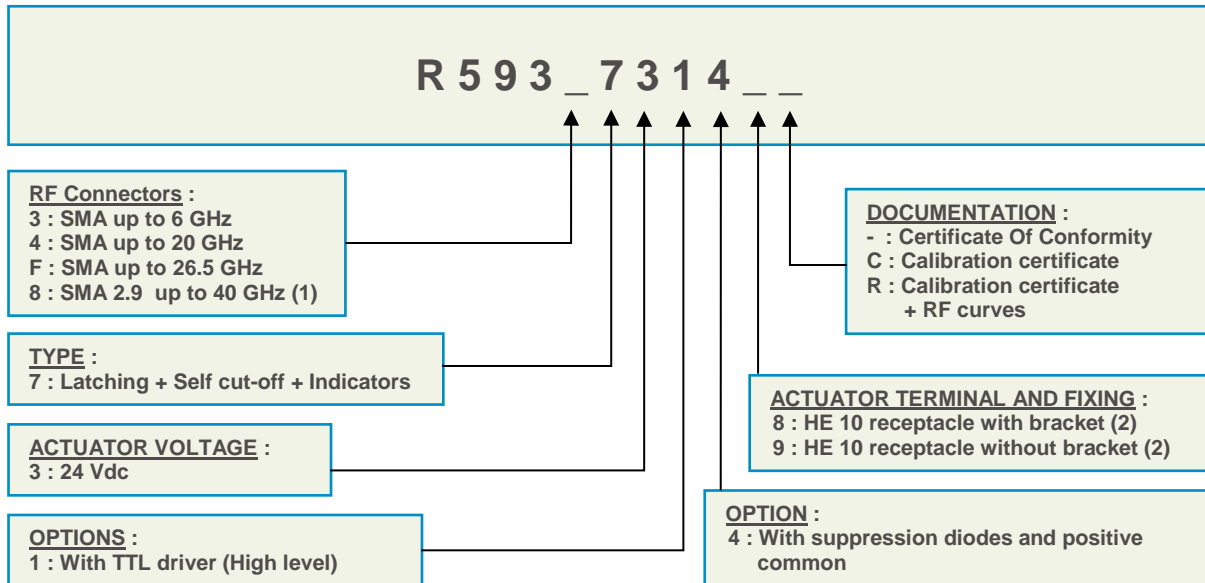 R 5 9 3 _ 7 3 1 4 _ _
RF Connectors :
3 : SMA up to 6 GHz
4 : SMA up to 20 GHz
F : SMA up to 26.5 GHz
8 : SMA 2.9 up to 40 GHz (1)
TYPE :
7 : Latching + Self cut-off + Indicators
ACTUATOR VOLTAGE :
3 : 24 Vdc
OPTIONS :
1 : With TTL driver (High level)
DOCUMENTATION :
- : Certificate Of Conformity
C : Calibration certificate
R : Calibration certificate
+ RF curves
ACTUATOR TERMINAL AND FIXING :
8 : HE 10 receptacle with bracket (2)
9 : HE 10 receptacle without bracket (2)
OPTION :
4 : With suppression diodes and positive
common